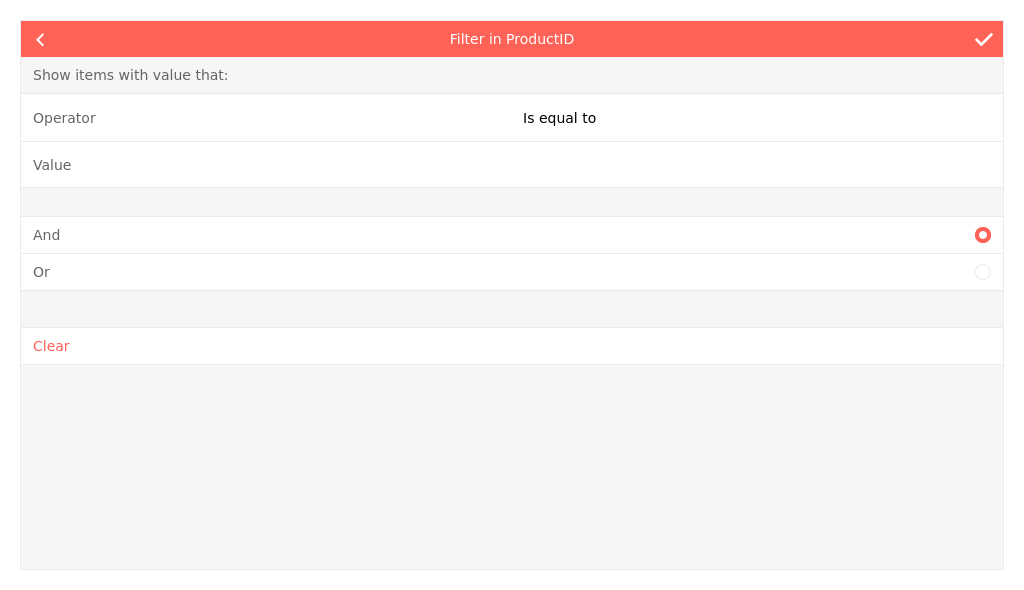 Filter in ProductID
Show items with value that:
Operator
Is equal to
Value
And
Or
Clear